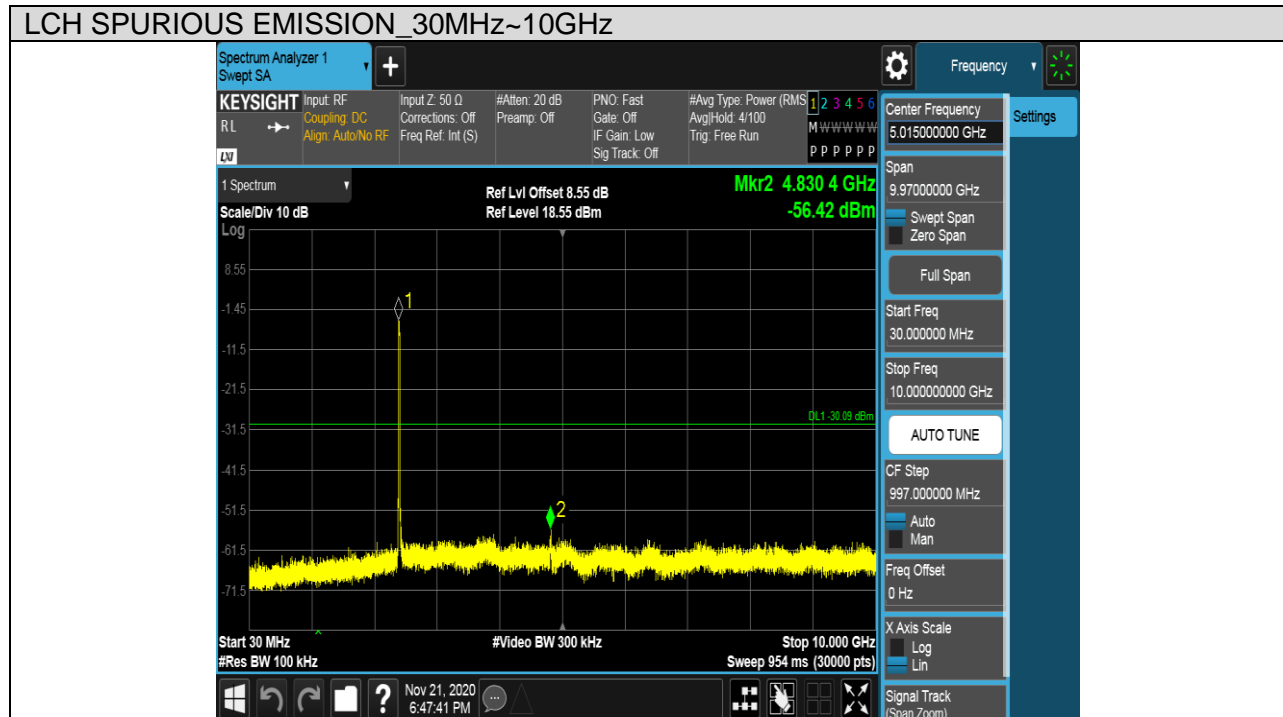 LCH SPURIOUS EMISSION_30MHz~10GHz
Spectrum Analyzer 1
Swept SA
+
Frequency
KEYSIGHT
RL
LXI
Input: RF
Coupling: DC
Align: Auto/No RF
Input Z: 50 Ω
Corrections: Off
Freq Ref: Int (S)
#Atten: 20 dB
Preamp: Off
PNO: Fast
Gate: Off
IF Gain: Low
Sig Track: Off
#Avg Type: Power (RMS
Avg|Hold: 4/100
Trig: Free Run
1 2 3 4 5 6
M W W W W W
P P P P P P
1 Spectrum
Scale/Div 10 dB
Log
Ref Lvl Offset 8.55 dB
Ref Level 18.55 dBm
Mkr2 4.830 4 GHz
-56.42 dBm
8.55
-1.45
-11.5
-21.5
-31.5
-41.5
-51.5
-61.5
-71.5
1
2
DL1 -30.09 dBm
Start 30 MHz
#Res BW 100 kHz
#Video BW 300 kHz
Stop 10.000 GHz
Sweep 954 ms (30000 pts)
Center Frequency
5.015000000 GHz
Span
9.97000000 GHz
Swept Span
Zero Span
Full Span
Start Freq
30.000000 MHz
Stop Freq
10.000000000 GHz
AUTO TUNE
CF Step
997.000000 MHz
Auto
Man
Freq Offset
0 Hz
X Axis Scale
Log
Lin
Signal Track
(Span Zoom)
Settings
?
Nov 21, 2020
6:47:41 PM